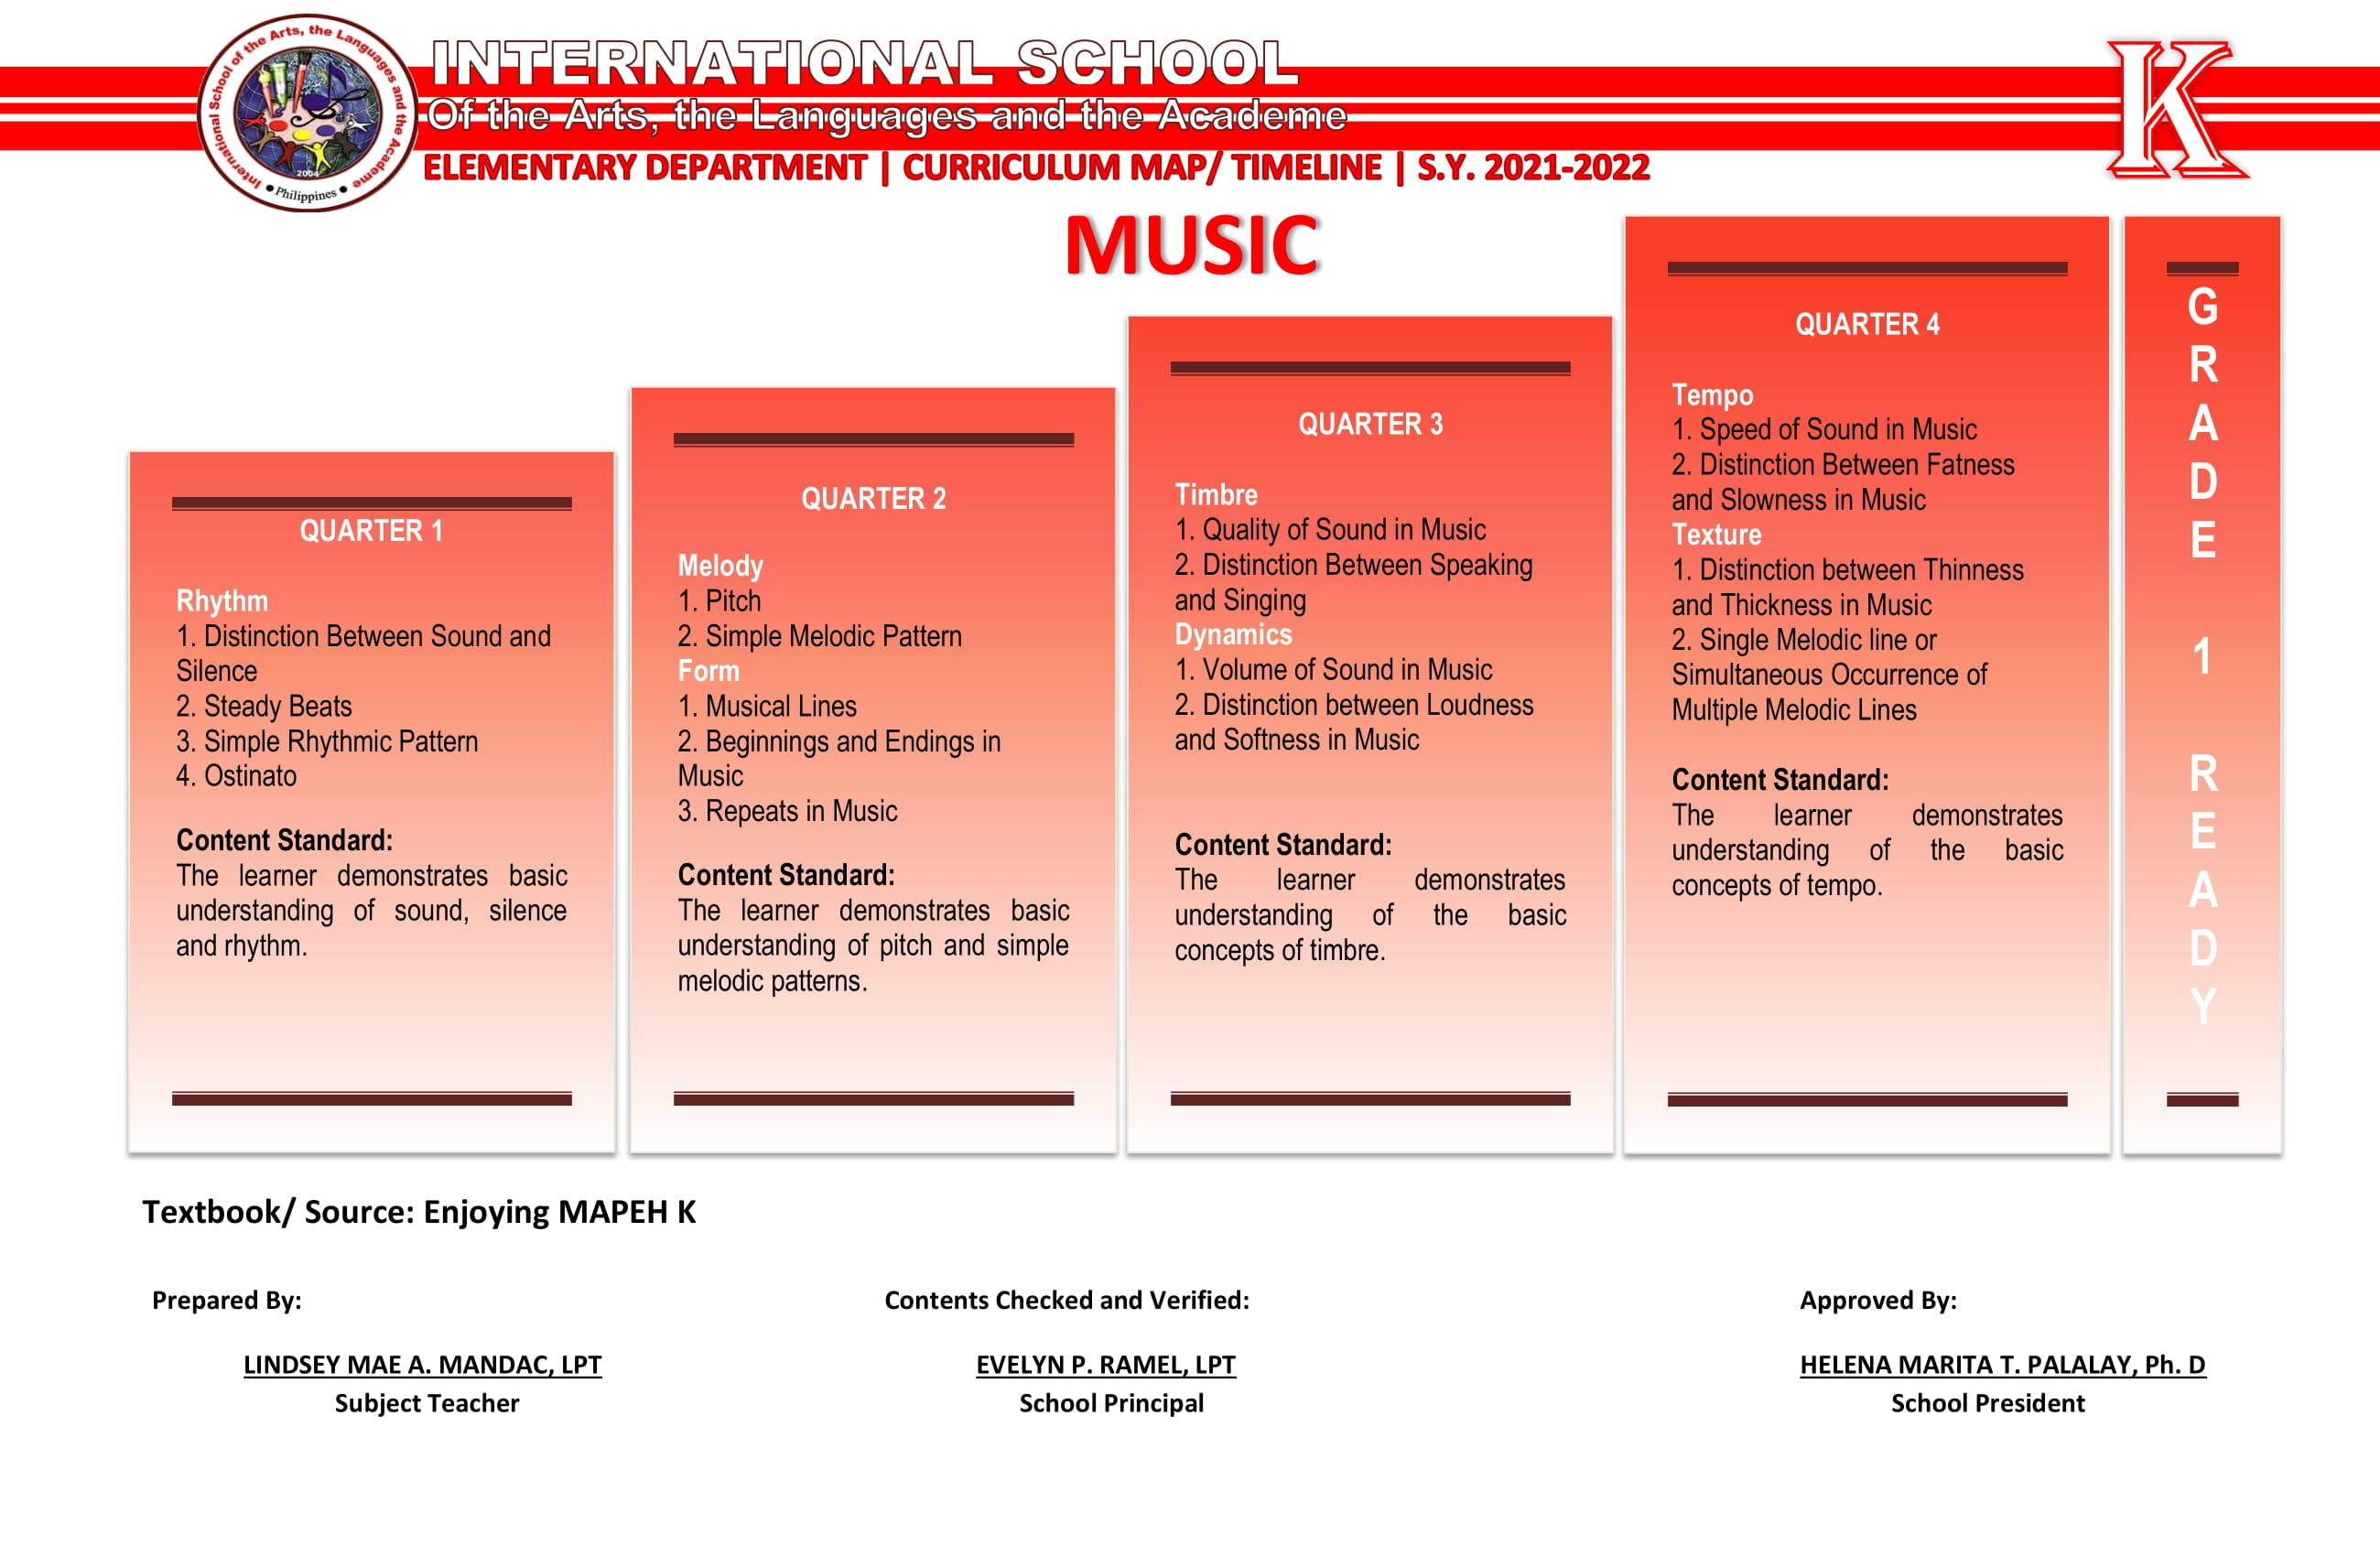 International School of the Arts, the Languages and the Academe
2004
Philippines
INTERNATIONAL SCHOOL
Of the Arts, the Languages and the Academe
ELEMENTARY DEPARTMENT | CURRICULUM MAP/ TIMELINE | S.Y. 2021-2022
K
MUSIC
QUARTER 1
Rhythm
1. Distinction Between Sound and
Silence
2. Steady Beats
3. Simple Rhythmic Pattern
4. Ostinato
Content Standard:
The learner demonstrates basic
understanding of sound, silence
and rhythm.
QUARTER 2
Melody
1. Pitch
2. Simple Melodic Pattern
Form
1. Musical Lines
2. Beginnings and Endings in
Music
3. Repeats in Music
Content Standard:
The learner demonstrates basic
understanding of pitch and simple
melodic patterns.
QUARTER 3
Timbre
1. Quality of Sound in Music
2. Distinction Between Speaking
and Singing
Dynamics
1. Volume of Sound in Music
2. Distinction between Loudness
and Softness in Music
Content Standard:
The learner demonstrates
understanding of the basic
concepts of timbre.
QUARTER 4
Tempo
1. Speed of Sound in Music
2. Distinction Between Fatness
and Slowness in Music
Texture
1. Distinction between Thinness
and Thickness in Music
2. Single Melodic line or
Simultaneous Occurrence of
Multiple Melodic Lines
Content Standard:
The learner demonstrates
understanding of the basic
concepts of tempo.
G
R
A
D
E
1
R
E
A
D
Y
Textbook/ Source: Enjoying MAPEH K
Prepared By:
LINDSEY MAE A. MANDAC, LPT
Subject Teacher
Contents Checked and Verified:
EVELYN P. RAMEL, LPT
School Principal
Approved By:
HELENA MARITA T. PALALAY, Ph. D
School President